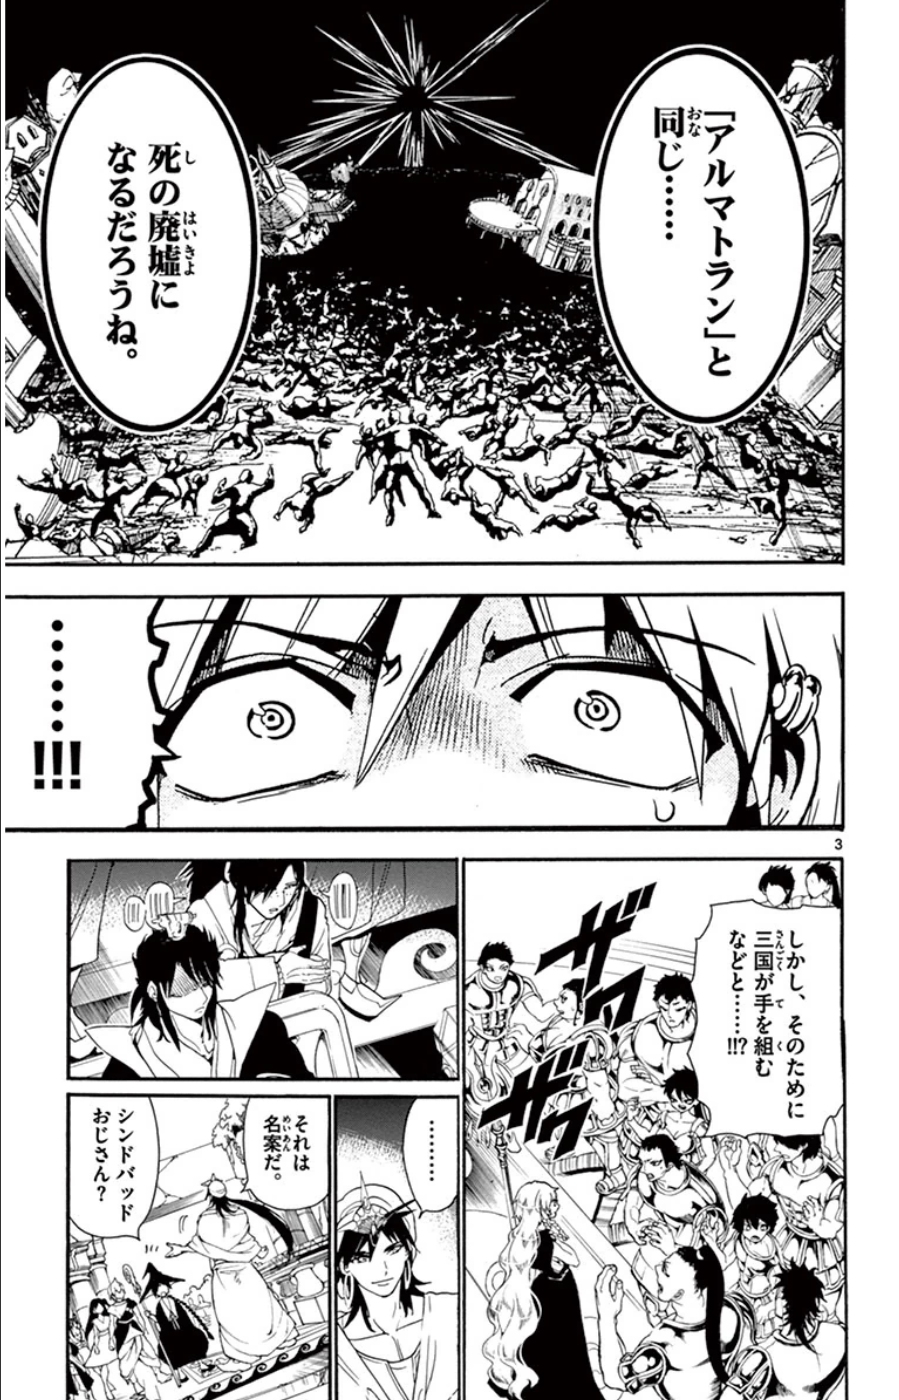 「アルマトラン」と
同じ……
死の廃墟に
なるだろうね。
………!!!
3
しかし、そのために
三国が手を組む
などと……!!?
ザワッ
ザワッ
………
それは
名案だ。
シンドバッド
おじさん?